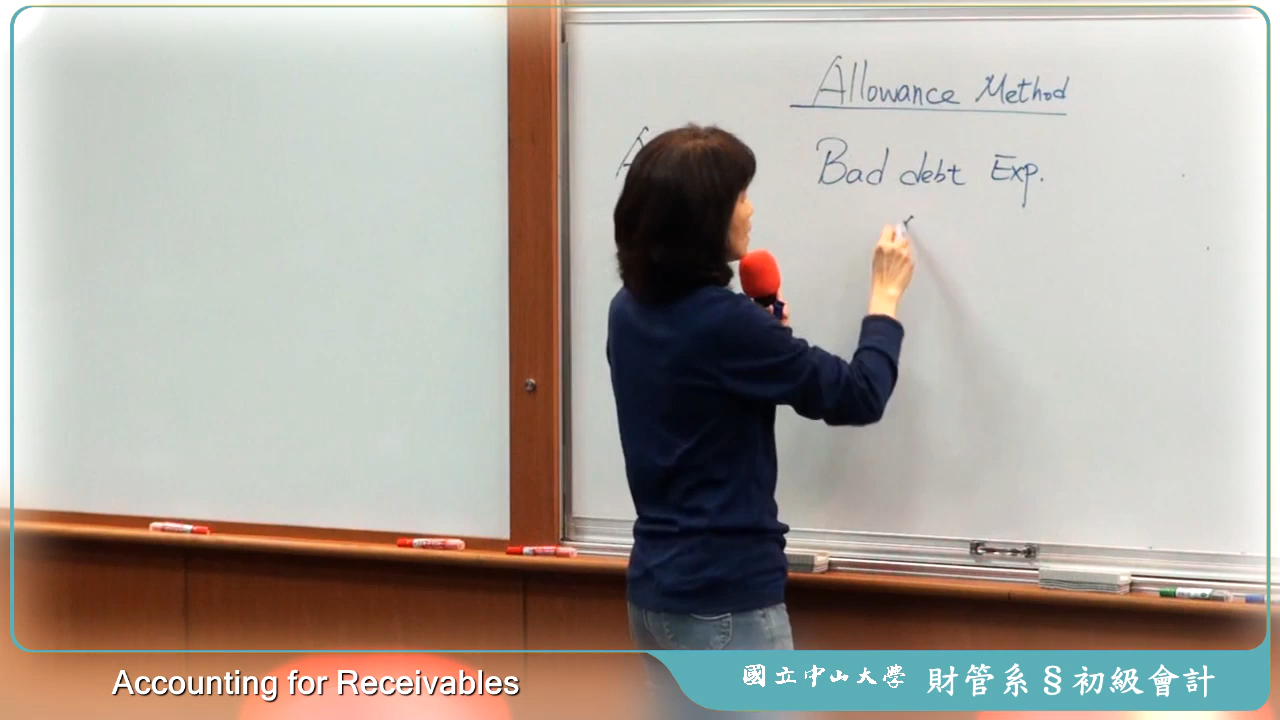 Allowance Method
A
Bad debt Exp.
Accounting for Receivables
國立中山大學 財管系§初級會計